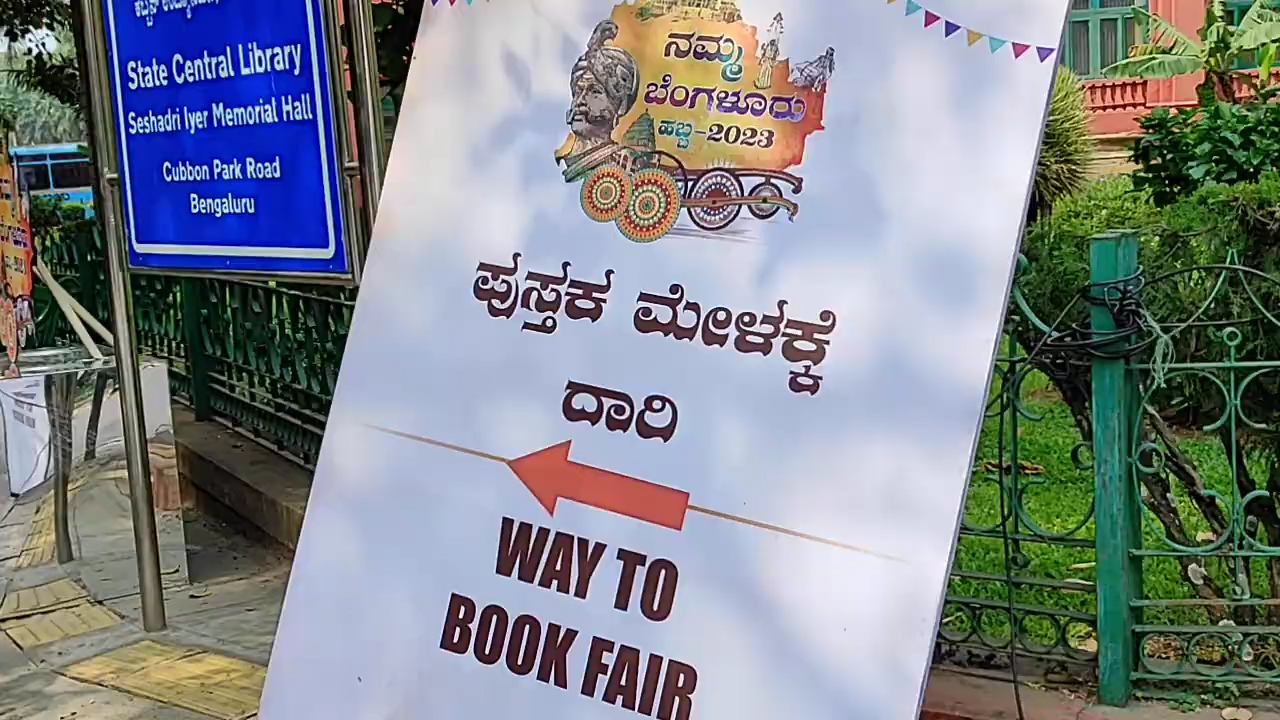 State Central Library
Seshadri Iyer Memorial Hall
Cubbon Park Road
Bengaluru
ನಮ್ಮ
ಬೆಂಗಳೂರು
ಹಬ್ಬ-2023
ಪುಸ್ತಕ ಮೇಳಕ್ಕೆ
ದಾರಿ
WAY TO
BOOK FAIR